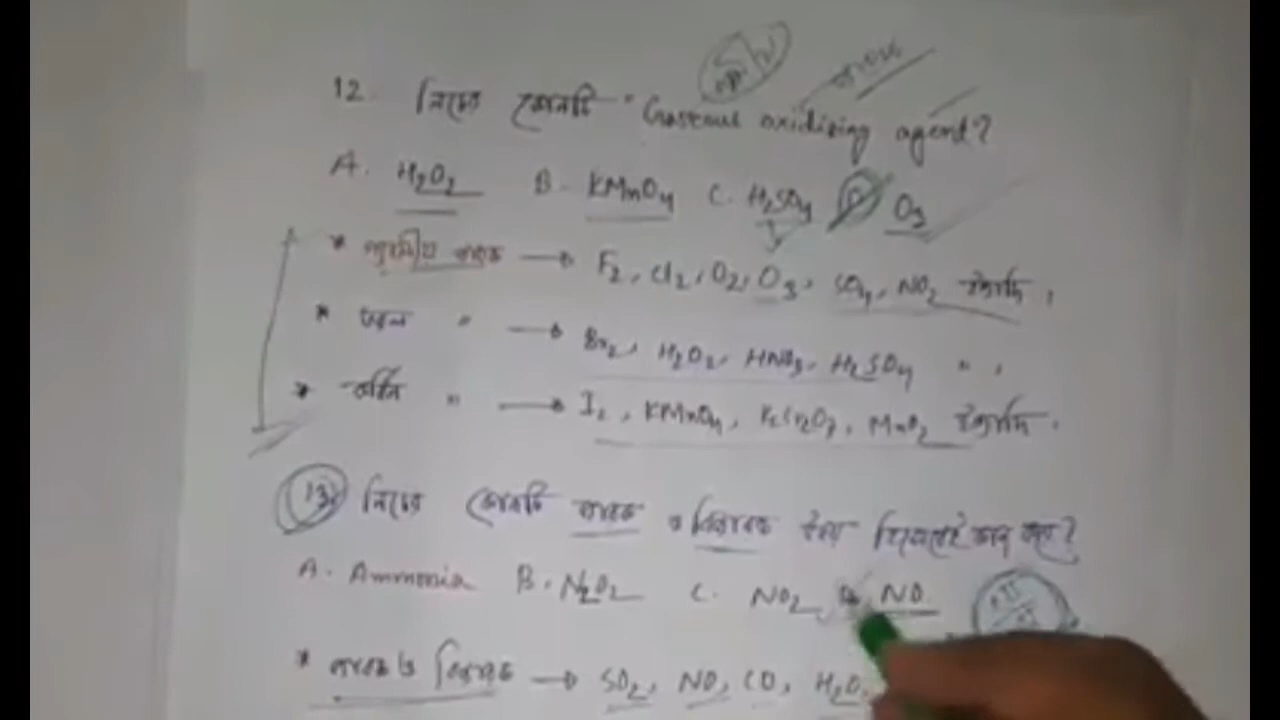 12. নিচের কোনটি Gaseous oxidizing agent?
A. H₂O₂ B. KMnO₄ C. H₂SO₄ D O₃
* গ্যাসীয় জারক → F₂, Cl₂, O₂, O₃, SO₄, NO₂ ইত্যাদি,
* তরল " → Br₂, H₂O₂, HNO₃, H₂SO₄ " ,
* কঠিন " → I₂, KMnO₄, K₂Cr₂O₇, MnO₂ ইত্যাদি.
13. নিচের কোনটি জারক ও বিজারক উভয় হিসেবেই কাজ করে?
A. Ammonia B. N₂O₂ C. NO₂ D NO.
* জারক ও বিজারক → SO₂, NO, CO, H₂O